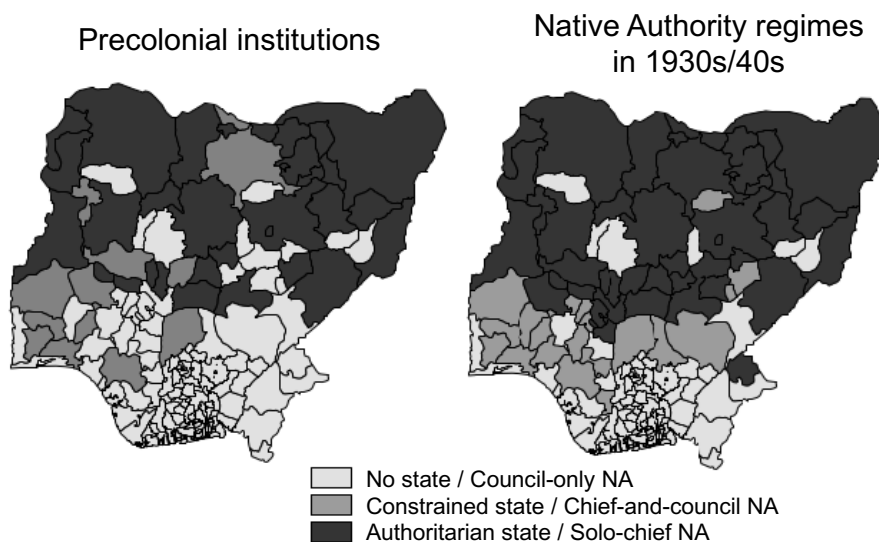 Precolonial institutions
Native Authority regimes
in 1930s/40s
No state / Council-only NA
Constrained state / Chief-and-council NA
Authoritarian state / Solo-chief NA